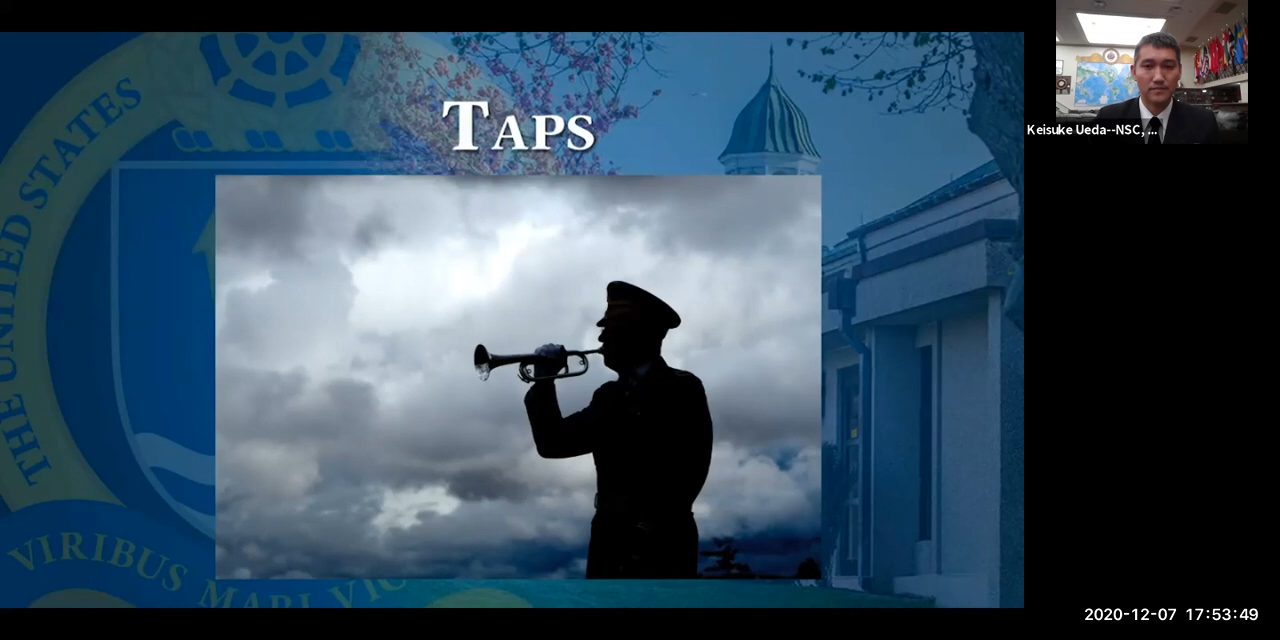 TAPS
THE UNITED STATES
VIRIBUS MARI VIC
Keisuke Ueda--NSC, ...
2020-12-07 17:53:49